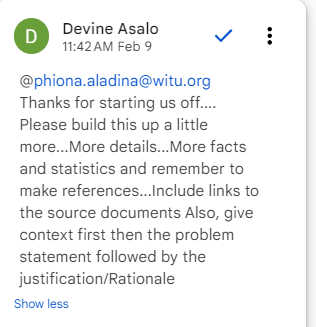 D
Devine Asalo
11:42 AM Feb 9
@phiona.aladina@witu.org
Thanks for starting us off....
Please build this up a little
more...More details...More facts
and statistics and remember to
make references...Include links to
the source documents Also, give
context first then the problem
statement followed by the
justification/Rationale
Show less